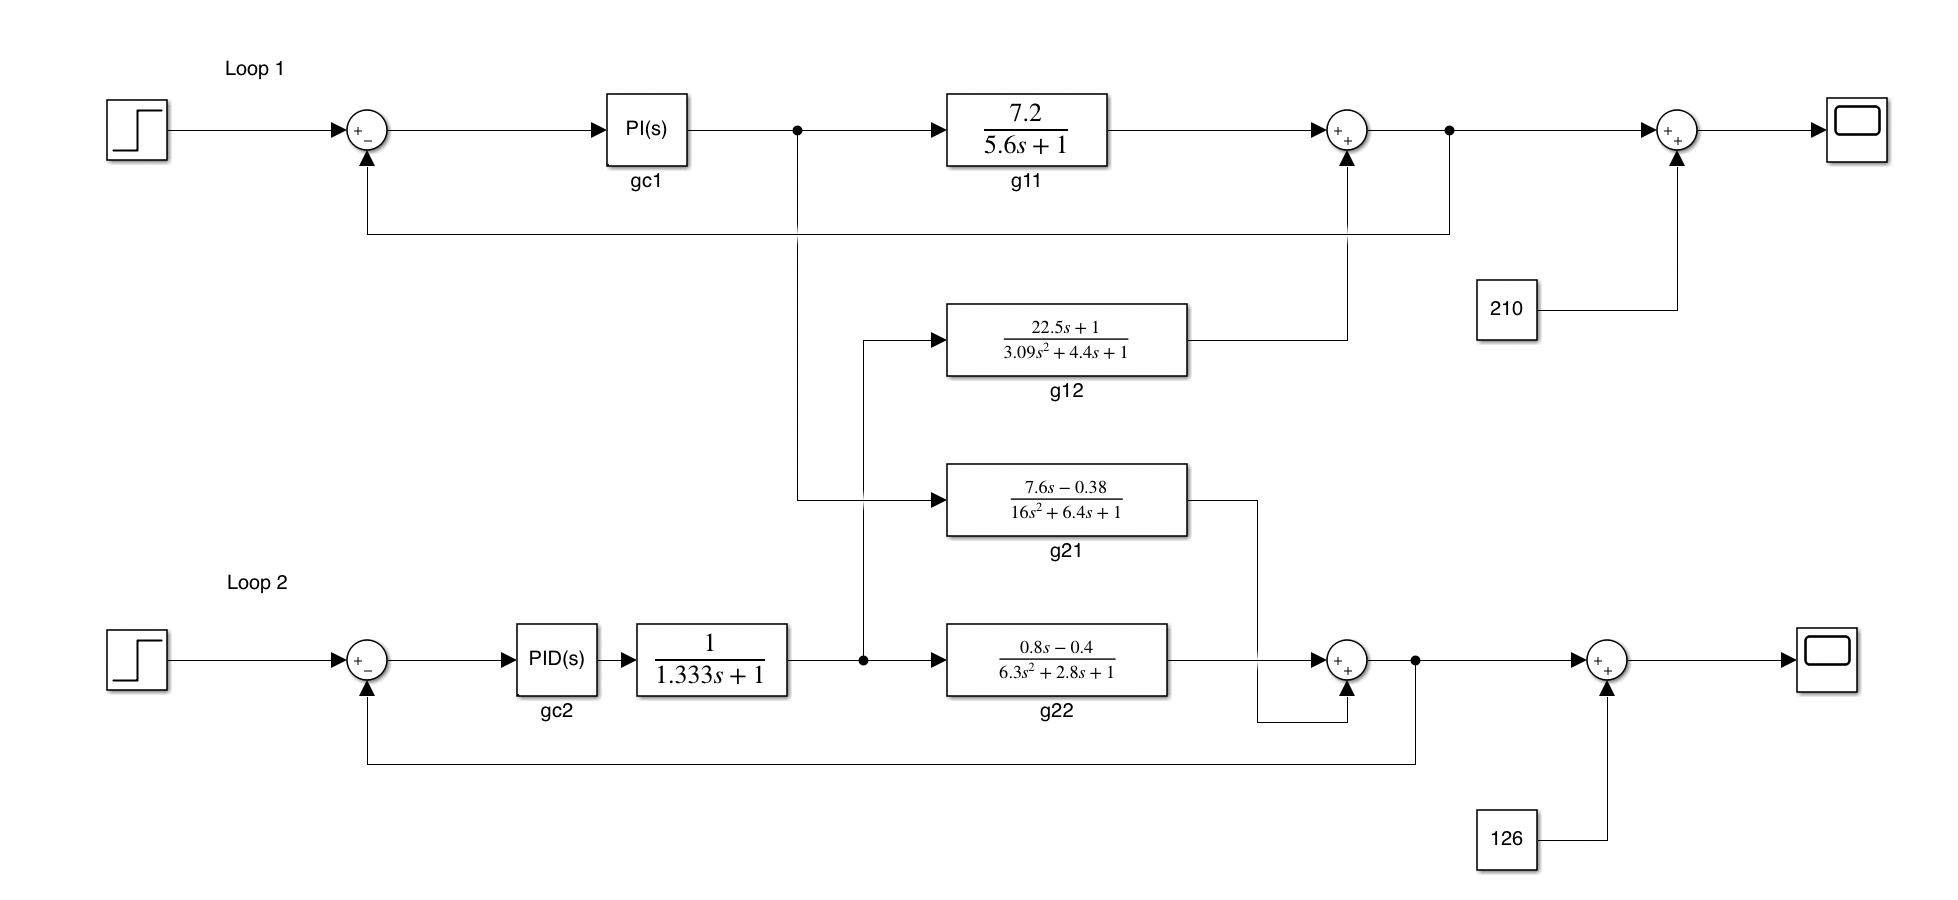 Loop 1
+
−
PI(s)
gc1
7.2
5.6s + 1
g11
+
+
+
+
210
22.5s + 1
3.09s² + 4.4s + 1
g12
7.6s − 0.38
16s² + 6.4s + 1
g21
Loop 2
+
−
PID(s)
gc2
1
1.333s + 1
0.8s − 0.4
6.3s² + 2.8s + 1
g22
+
+
+
+
126